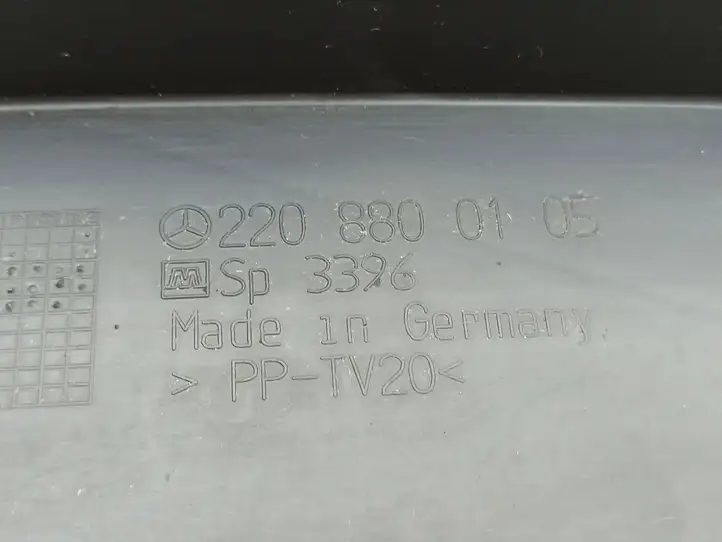 220 880 01 05
M Sp 3396
Made in Germany
> PP-TV20<